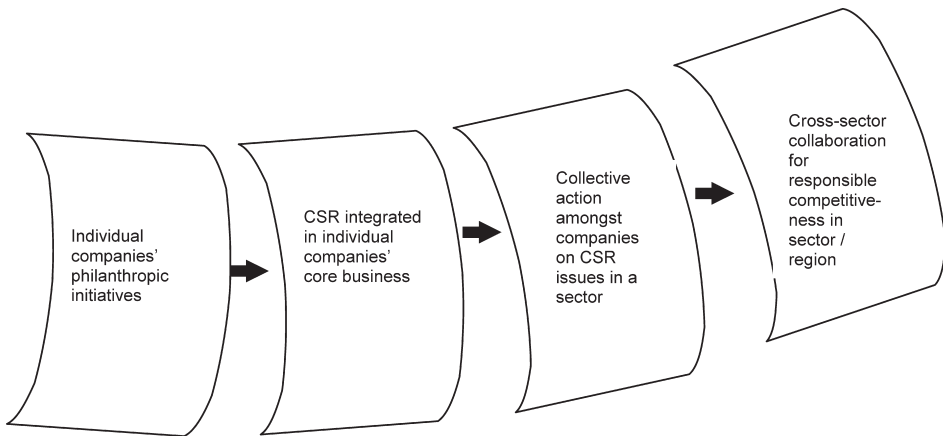 Individual
companies’
philanthropic
initiatives
CSR integrated
in individual
companies’
core business
Collective
action
amongst
companies
on CSR
issues in a
sector
Cross-sector
collaboration
for
responsible
competitive-
ness in
sector /
region